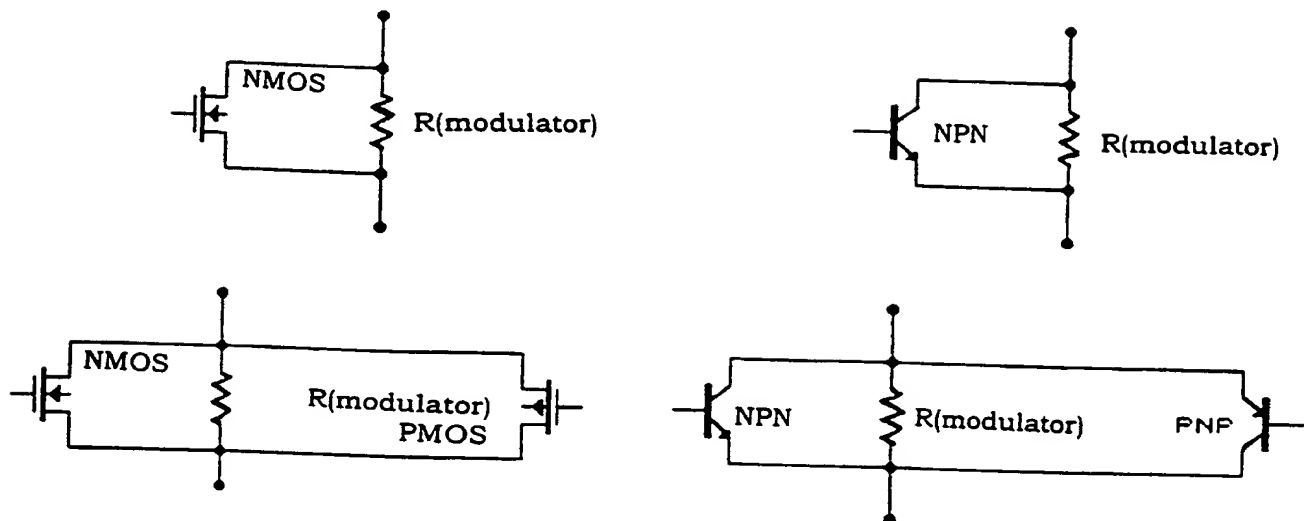 NMOS
R(modulator)
NPN
R(modulator)
NMOS
R(modulator)
PMOS
NPN
R(modulator)
PNP